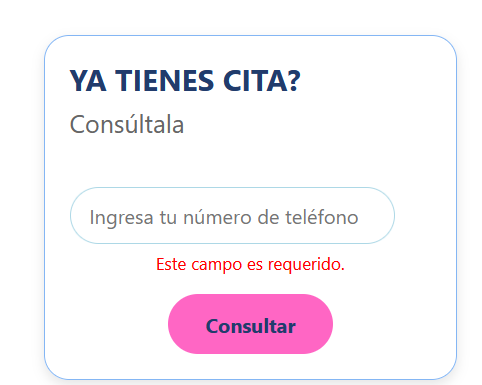 YA TIENES CITA?
Consúltala
Ingresa tu número de teléfono
Este campo es requerido.
Consultar